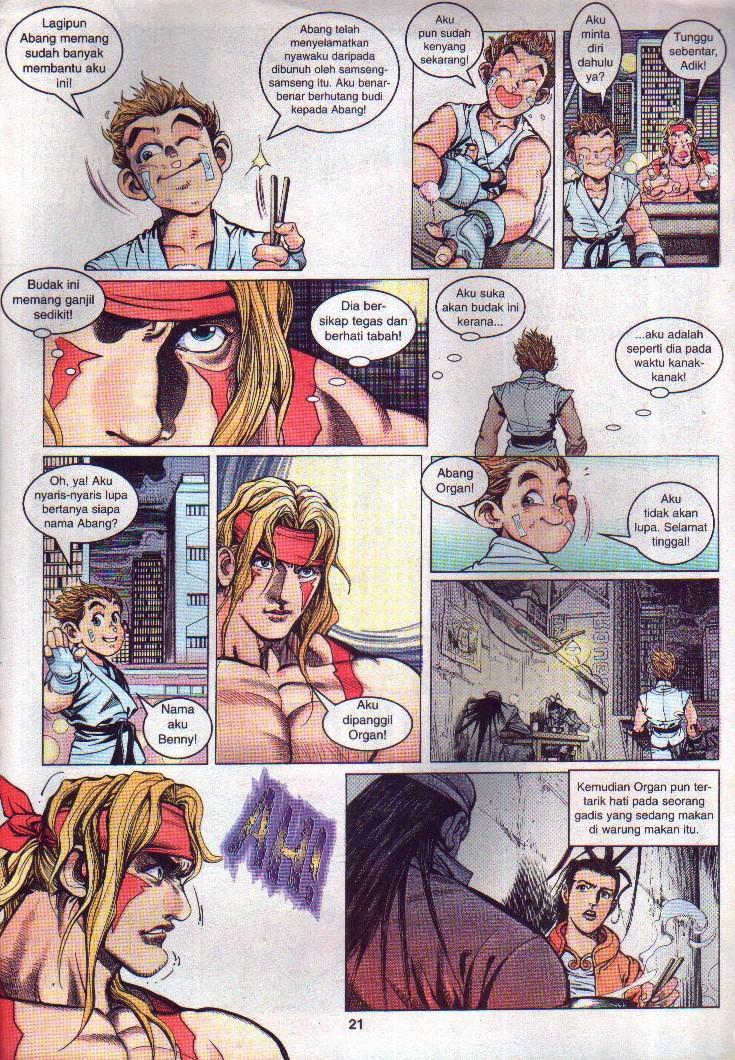 Lagipun
Abang memang
sudah banyak
membantu aku
ini!
Abang telah
menyelamatkan
nyawaku daripada
dibunuh oleh samseng-
samseng itu. Aku benar-
benar berhutang budi
kepada Abang!
Aku
pun sudah
kenyang
sekarang!
Aku
minta
diri
dahulu
ya?
Tunggu
sebentar,
Adik!
Budak ini
memang ganjil
sedikit!
Dia ber-
sikap tegas dan
berhati tabah!
Aku suka
akan budak ini
kerana...
...aku adalah
seperti dia pada
waktu kanak-
kanak!
Oh, ya! Aku
nyaris-nyaris lupa
bertanya siapa
nama Abang?
Nama
aku
Benny!
Aku
dipanggil
Organ!
Abang
Organ!
Aku
tidak akan
lupa. Selamat
tinggal!
AH!
Kemudian Organ pun ter-
tarik hati pada seorang
gadis yang sedang makan
di warung makan itu.
21